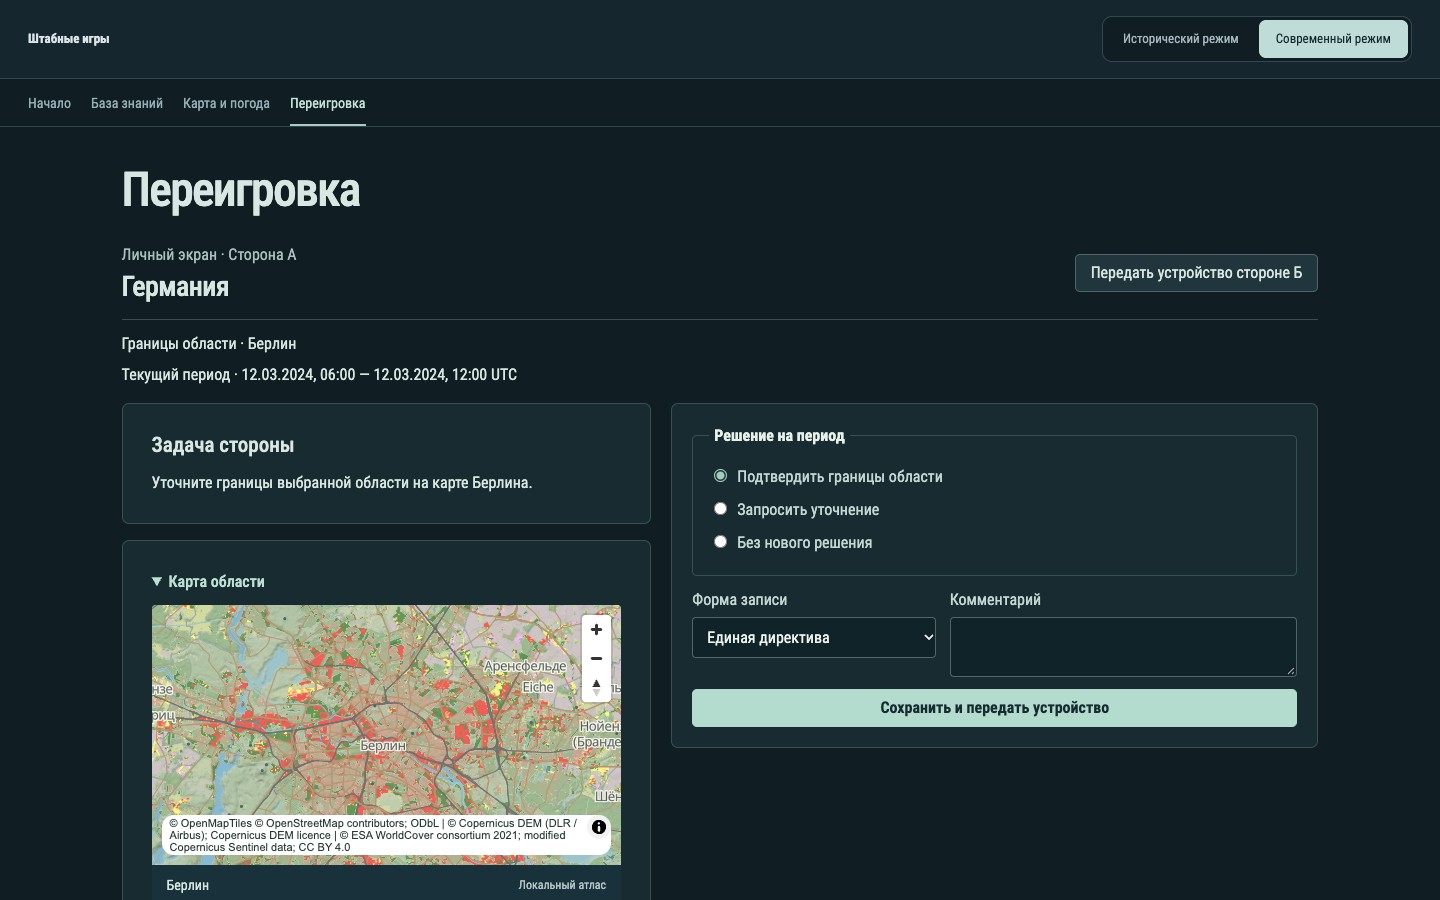 Штабные игры
Исторический режим
Современный режим
Начало
База знаний
Карта и погода
Переигровка
Переигровка
Личный экран · Сторона А
Германия
Передать устройство стороне Б
Границы области · Берлин
Текущий период · 12.03.2024, 06:00 — 12.03.2024, 12:00 UTC
Задача стороны
Уточните границы выбранной области на карте Берлина.
Решение на период
Подтвердить границы области
Запросить уточнение
Без нового решения
Форма записи
Комментарий
Единая директива
Сохранить и передать устройство
Карта области
Аренсфельде
Eiche
нзе
риц
Нойен
(Бранде
Берлин
Шён
© OpenMapTiles © OpenStreetMap contributors; ODbL | © Copernicus DEM (DLR /
Airbus); Copernicus DEM licence | © ESA WorldCover consortium 2021; modified
Copernicus Sentinel data; CC BY 4.0
Берлин
Локальный атлас